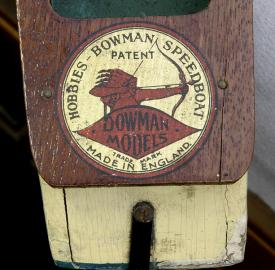 HOBBIES - BOWMAN SPEEDBOAT
PATENT
BOWMAN
MODELS
TRADE MARK
MADE IN ENGLAND.